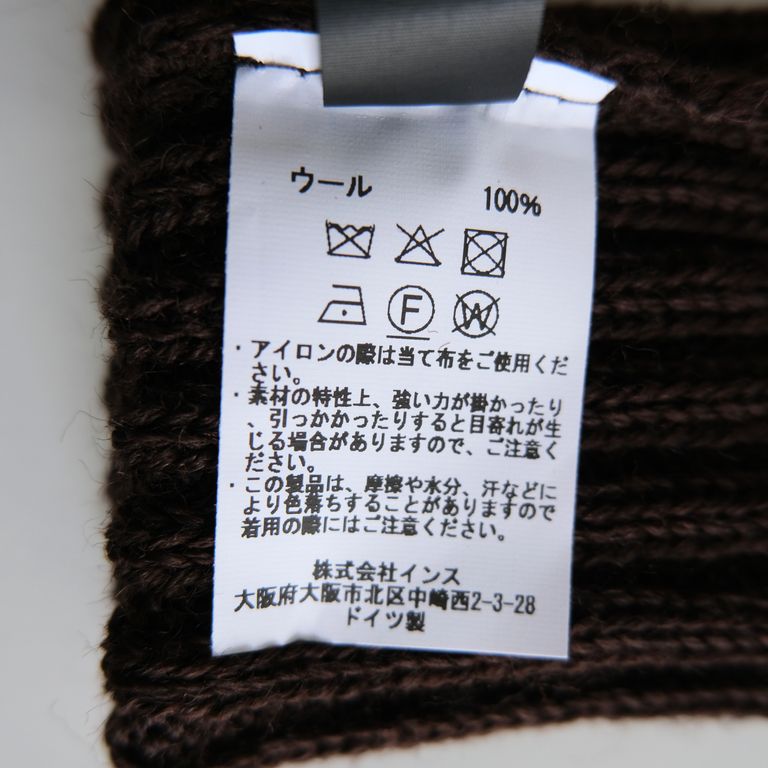 ウール 100%
F W
・アイロンの際は当て布をご使用くだ
さい。
・素材の特性上、強い力が掛かったり
、引っかかったりすると目寄れが生
じる場合がありますので、ご注意く
ださい。
・この製品は、摩擦や水分、汗などに
より色落ちすることがありますので
着用の際にはご注意ください。
株式会社インス
大阪府大阪市北区中崎西2-3-28
ドイツ製